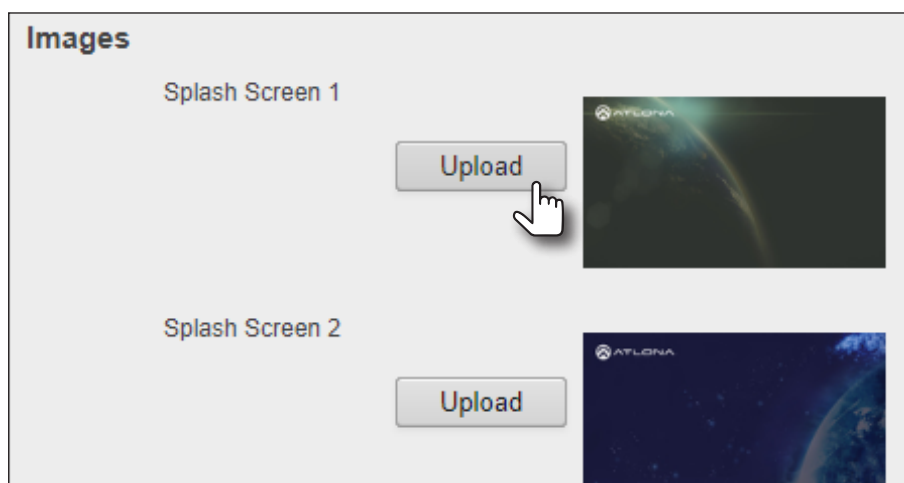 Images
Splash Screen 1
ATLONA
Upload
Splash Screen 2
ATLONA
Upload